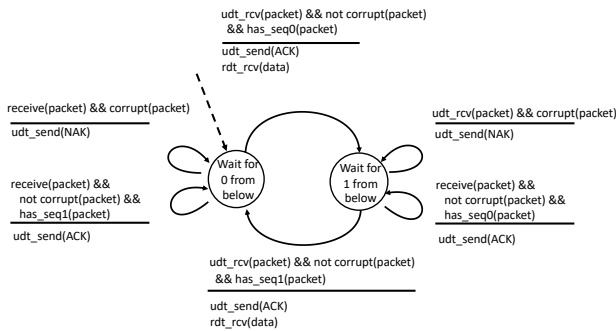 udt_rcv(packet) && not corrupt(packet)
&& has_seq0(packet)
udt_send(ACK)
rdt_rcv(data)
receive(packet) && corrupt(packet)
udt_send(NAK)
receive(packet) &&
not corrupt(packet) &&
has_seq1(packet)
udt_send(ACK)
Wait for
0 from
below
Wait for
1 from
below
udt_rcv(packet) && corrupt(packet)
udt_send(NAK)
receive(packet) &&
not corrupt(packet) &&
has_seq0(packet)
udt_send(ACK)
udt_rcv(packet) && not corrupt(packet)
&& has_seq1(packet)
udt_send(ACK)
rdt_rcv(data)